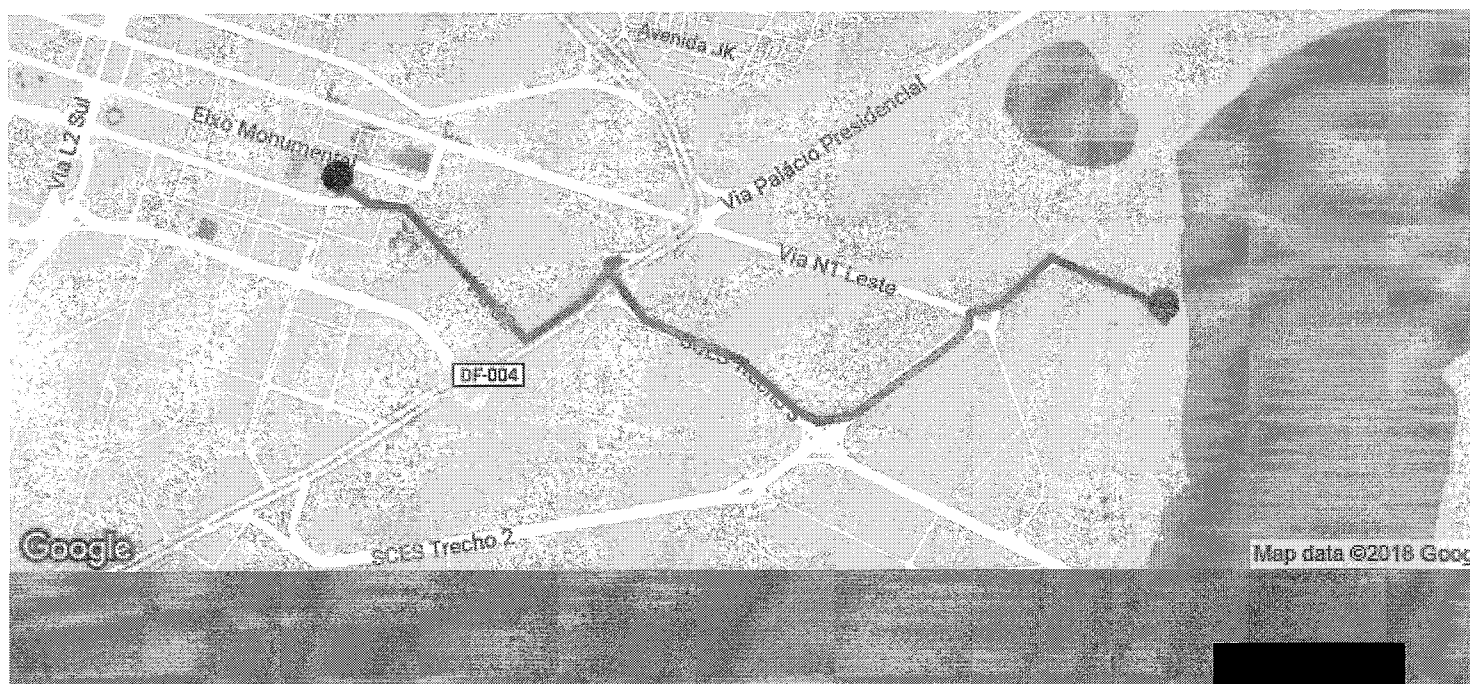 Avenida JK
Eixo Monumental
Via L2 Sul
Via Palácio Presidencial
Via NT Leste
DF-004
SCES Trecho 2
Google
Map data ©2018 Goog